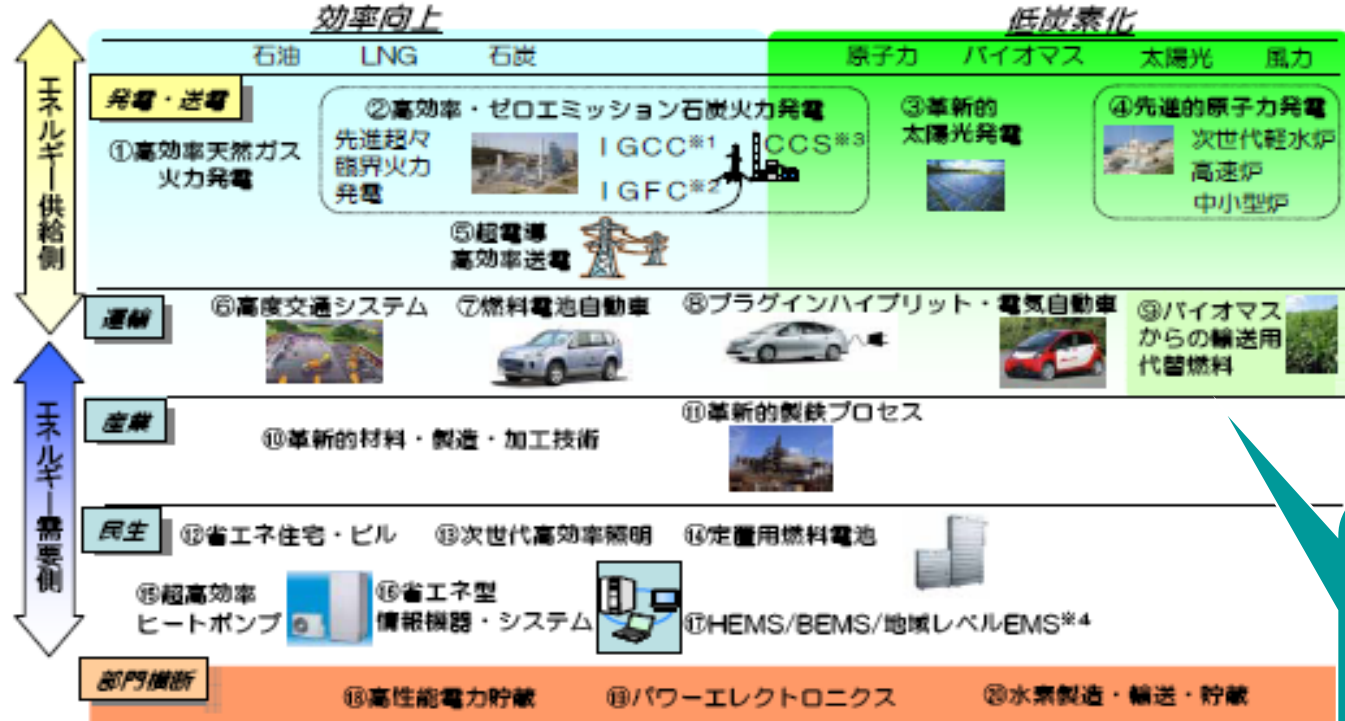 効率向上
低炭素化
石油 LNG 石炭 原子力 バイオマス 太陽光 風力
エネルギー供給側
発電・送電
①高効率天然ガス
火力発電
②高効率・ゼロエミッション石炭火力発電
先進超々
臨界火力
発電
IGCC※1
IGFC※2
CCS※3
③革新的
太陽光発電
④先進的原子力発電
次世代軽水炉
高速炉
中小型炉
⑤超電導
高効率送電
運輸
⑥高度交通システム
⑦燃料電池自動車
⑧プラグインハイブリット・電気自動車
⑨バイオマス
からの輸送用
代替燃料
エネルギー需要側
産業
⑩革新的材料・製造・加工技術
⑪革新的製鉄プロセス
民生
⑫省エネ住宅・ビル
⑬次世代高効率照明
⑭定置用燃料電池
⑮超高効率
ヒートポンプ
⑯省エネ型
情報機器・システム
⑰HEMS/BEMS/地域レベルEMS※4
部門横断
⑱高性能電力貯蔵
⑲パワーエレクトロニクス
⑳水素製造・輸送・貯蔵